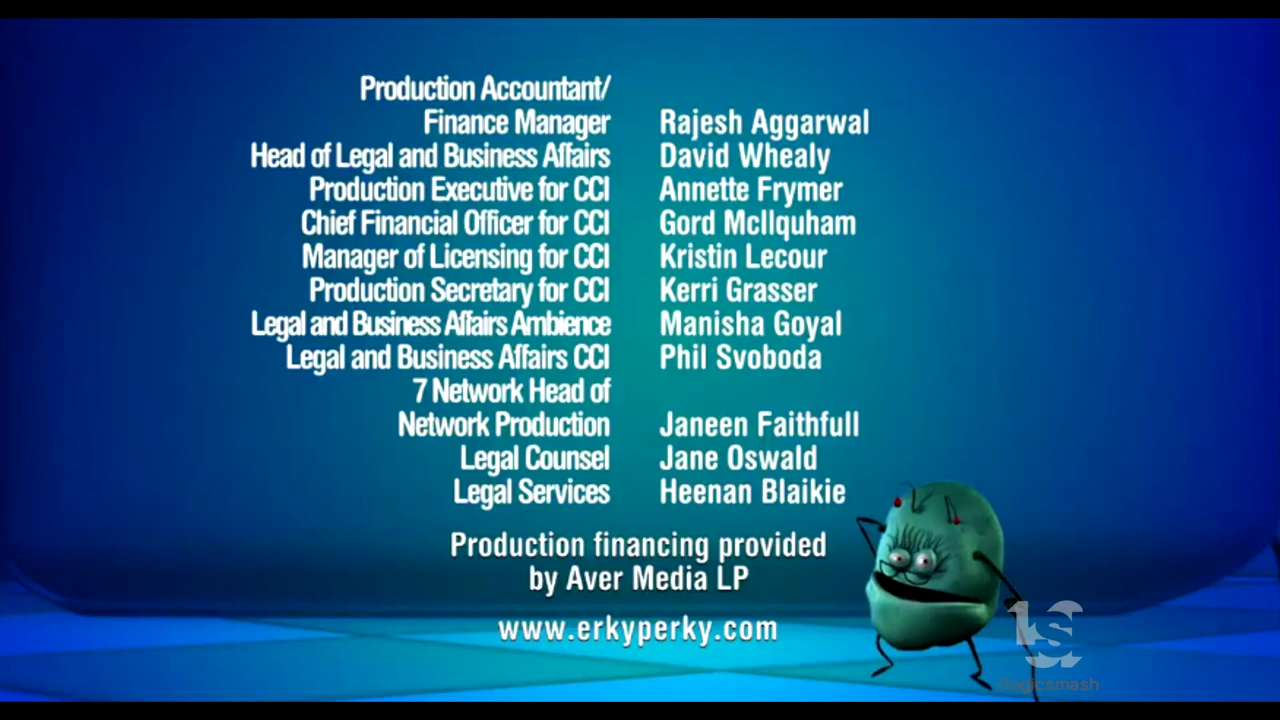 Production Accountant/
Finance Manager Rajesh Aggarwal
Head of Legal and Business Affairs David Whealy
Production Executive for CCI Annette Frymer
Chief Financial Officer for CCI Gord McIlquham
Manager of Licensing for CCI Kristin Lecour
Production Secretary for CCI Kerri Grasser
Legal and Business Affairs Ambience Manisha Goyal
Legal and Business Affairs CCI Phil Svoboda
7 Network Head of
Network Production Janeen Faithfull
Legal Counsel Jane Oswald
Legal Services Heenan Blaikie
Production financing provided
by Aver Media LP
www.erkyperky.com
/logicsmash